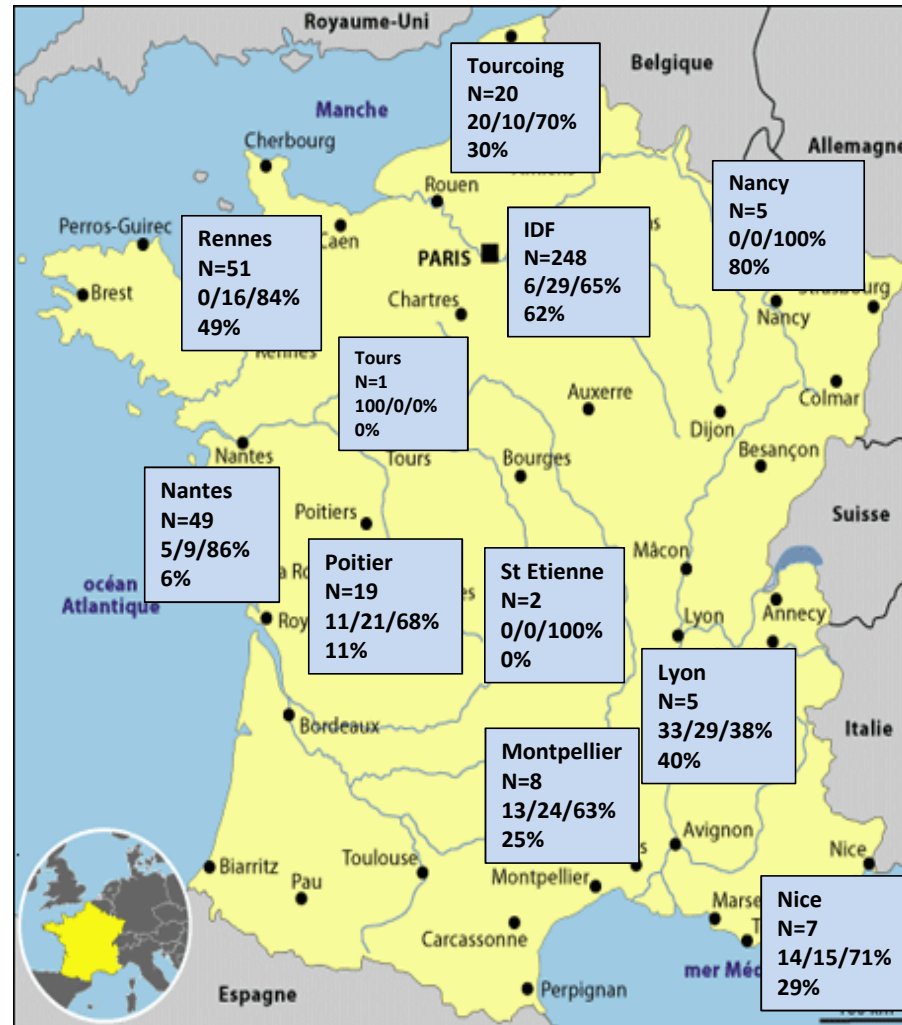 Royaume-Uni
Belgique
Allemagne
Manche
Tourcoing
N=20
20/10/70%
30%
Cherbourg
Rouen
Nancy
N=5
0/0/100%
80%
Perros-Guirec
Rennes
N=51
0/16/84%
49%
Caen
PARIS
IDF
N=248
6/29/65%
62%
Brest
Chartres
Nancy
Strasbourg
Rennes
Tours
N=1
100/0/0%
0%
Auxerre
Colmar
Dijon
Nantes
Tours
Bourges
Besançon
Nantes
N=49
5/9/86%
6%
Poitiers
Suisse
océan
Atlantique
Poitier
N=19
11/21/68%
11%
St Etienne
N=2
0/0/100%
0%
Mâcon
Annecy
Lyon
Lyon
N=5
33/29/38%
40%
Bordeaux
Italie
Montpellier
N=8
13/24/63%
25%
Avignon
Nice
Biarritz
Pau
Toulouse
Montpellier
Carcassonne
Nice
N=7
14/15/71%
29%
Espagne
Perpignan